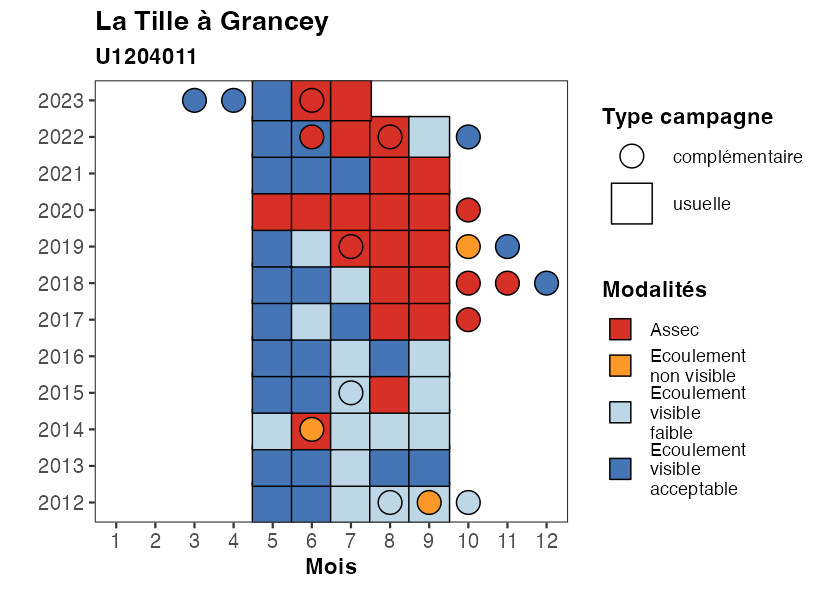 La Tille à Grancey
U1204011
2023
2022
2021
2020
2019
2018
2017
2016
2015
2014
2013
2012
1 2 3 4 5 6 7 8 9 10 11 12
Mois
Type campagne
complémentaire
usuelle
Modalités
Assec
Ecoulement
non visible
Ecoulement
visible
faible
Ecoulement
visible
acceptable